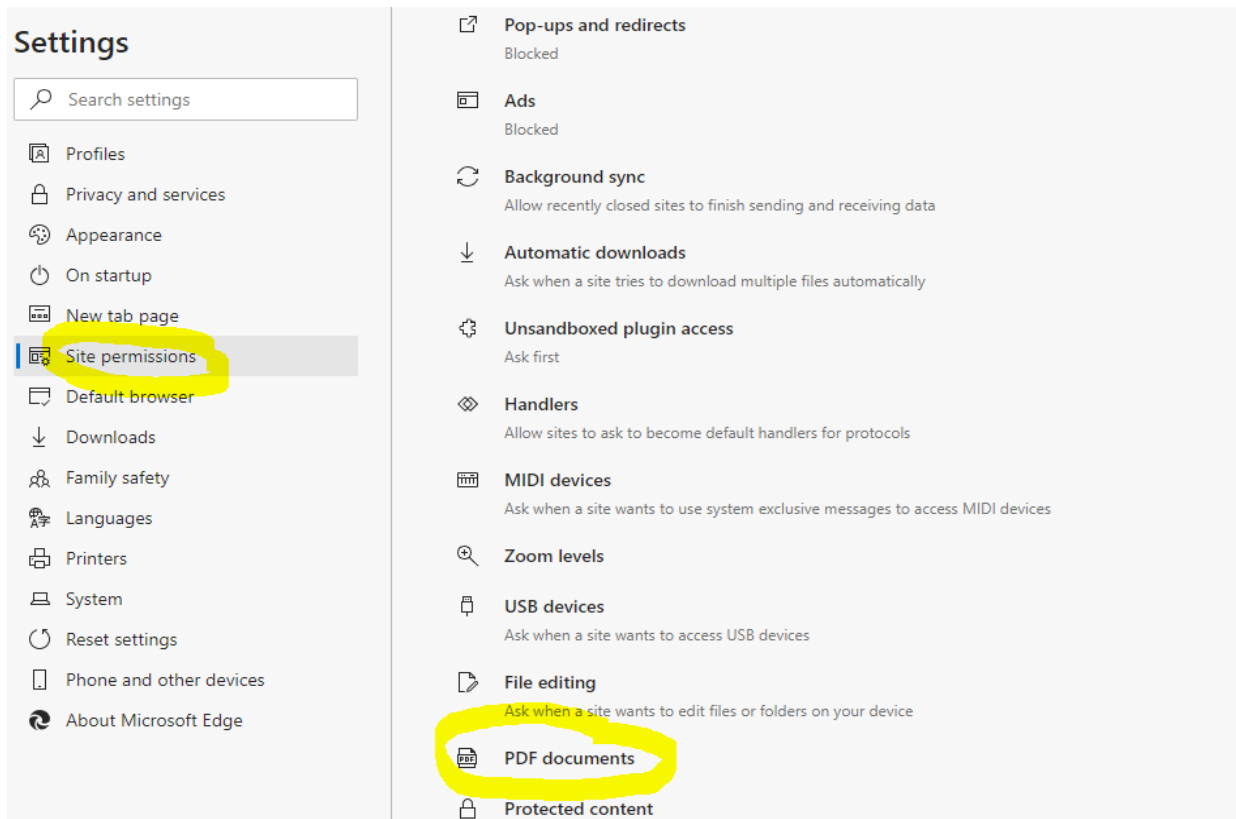 Settings
Search settings
Profiles
Privacy and services
Appearance
On startup
New tab page
Site permissions
Default browser
Downloads
Family safety
Languages
Printers
System
Reset settings
Phone and other devices
About Microsoft Edge
Pop-ups and redirects
Blocked
Ads
Blocked
Background sync
Allow recently closed sites to finish sending and receiving data
Automatic downloads
Ask when a site tries to download multiple files automatically
Unsandboxed plugin access
Ask first
Handlers
Allow sites to ask to become default handlers for protocols
MIDI devices
Ask when a site wants to use system exclusive messages to access MIDI devices
Zoom levels
USB devices
Ask when a site wants to access USB devices
File editing
Ask when a site wants to edit files or folders on your device
PDF documents
Protected content